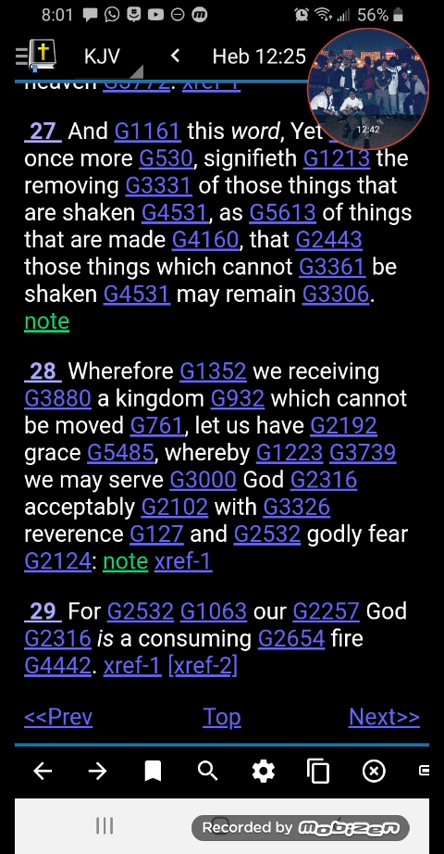 8:01 56%
KJV < Heb 12:25
12:42
heaven G3772. xref-1
27 And G1161 this word, Yet
once more G530, signifieth G1213 the
removing G3331 of those things that
are shaken G4531, as G5613 of things
that are made G4160, that G2443
those things which cannot G3361 be
shaken G4531 may remain G3306.
note
28 Wherefore G1352 we receiving
G3880 a kingdom G932 which cannot
be moved G761, let us have G2192
grace G5485, whereby G1223 G3739
we may serve G3000 God G2316
acceptably G2102 with G3326
reverence G127 and G2532 godly fear
G2124: note xref-1
29 For G2532 G1063 our G2257 God
G2316 is a consuming G2654 fire
G4442. xref-1 [xref-2]
<<Prev Top Next>>
Recorded by Mobizen